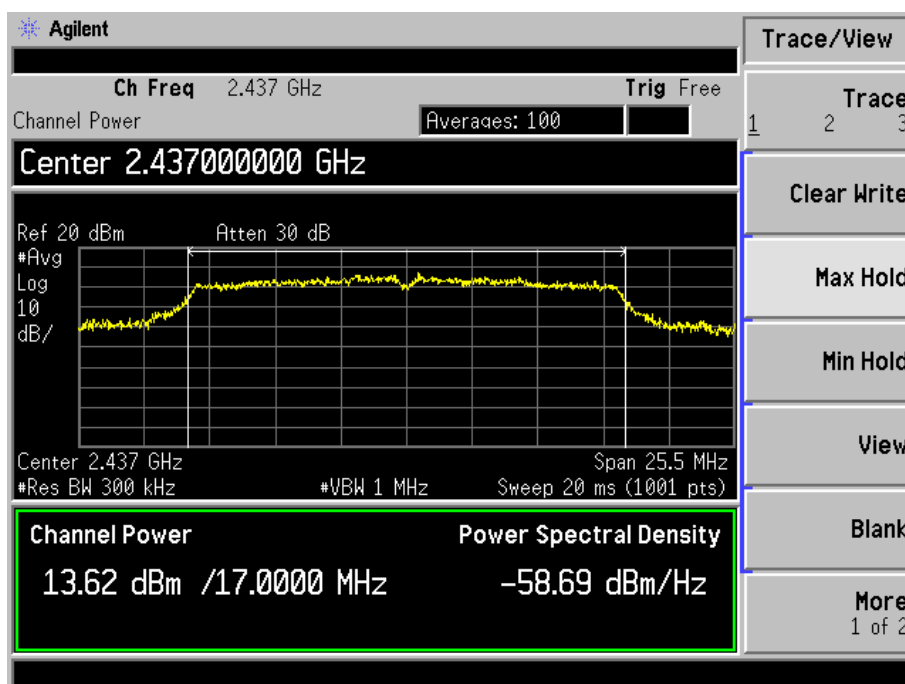 Agilent
Trace/View
Ch Freq 2.437 GHz Trig Free
Channel Power Averages: 100
Trace
1 2 3
Center 2.437000000 GHz
Clear Write
Ref 20 dBm Atten 30 dB
#Avg
Log
10
dB/
Max Hold
Min Hold
View
Center 2.437 GHz Span 25.5 MHz
#Res BW 300 kHz #VBW 1 MHz Sweep 20 ms (1001 pts)
Channel Power Power Spectral Density
Blank
13.62 dBm /17.0000 MHz -58.69 dBm/Hz
More
1 of 2